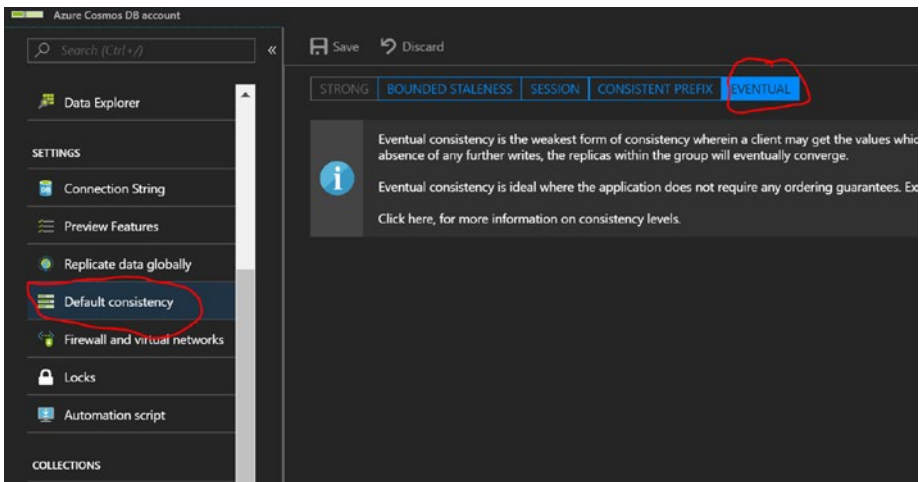 Azure Cosmos DB account
Search (Ctrl+/)
«
Save Discard
Data Explorer
SETTINGS
Connection String
Preview Features
Replicate data globally
Default consistency
Firewall and virtual networks
Locks
Automation script
COLLECTIONS
STRONG BOUNDED STALENESS SESSION CONSISTENT PREFIX EVENTUAL
Eventual consistency is the weakest form of consistency wherein a client may get the values whic
absence of any further writes, the replicas within the group will eventually converge.
Eventual consistency is ideal where the application does not require any ordering guarantees. Ex
Click here, for more information on consistency levels.